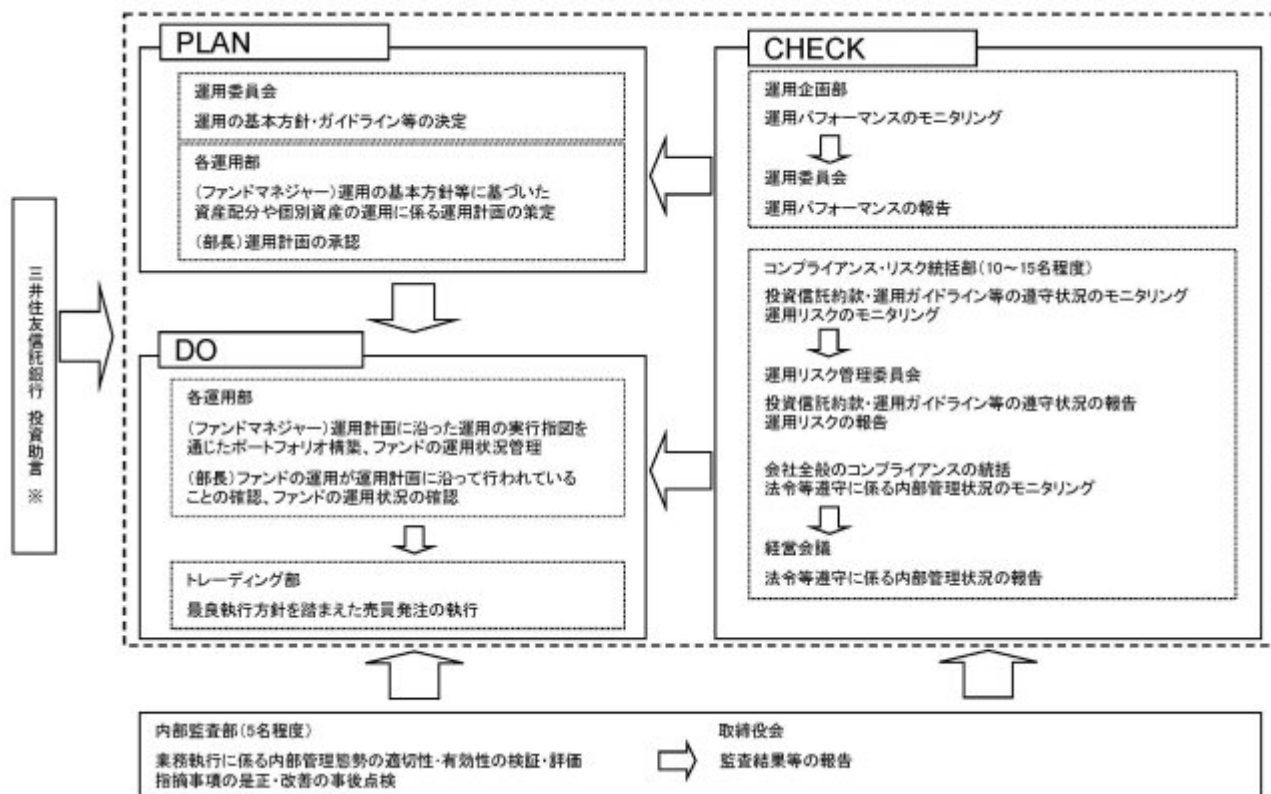 三井住友信託銀行 投資助言 ※
PLAN
運用委員会
運用の基本方針・ガイドライン等の決定
各運用部
(ファンドマネジャー)運用の基本方針等に基づいた
資産配分や個別資産の運用に係る運用計画の策定
(部長)運用計画の承認
DO
各運用部
(ファンドマネジャー)運用計画に沿った運用の実行指図を
通じたポートフォリオ構築、ファンドの運用状況管理
(部長)ファンドの運用が運用計画に沿って行われている
ことの確認、ファンドの運用状況の確認
トレーディング部
最良執行方針を踏まえた売買発注の執行
CHECK
運用企画部
運用パフォーマンスのモニタリング
運用委員会
運用パフォーマンスの報告
コンプライアンス・リスク統括部(10~15名程度)
投資信託約款・運用ガイドライン等の遵守状況のモニタリング
運用リスクのモニタリング
運用リスク管理委員会
投資信託約款・運用ガイドライン等の遵守状況の報告
運用リスクの報告
会社全般のコンプライアンスの統括
法令等遵守に係る内部管理状況のモニタリング
経営会議
法令等遵守に係る内部管理状況の報告
内部監査部(5名程度)
業務執行に係る内部管理態勢の適切性・有効性の検証・評価
指摘事項の是正・改善の事後点検
取締役会
監査結果等の報告